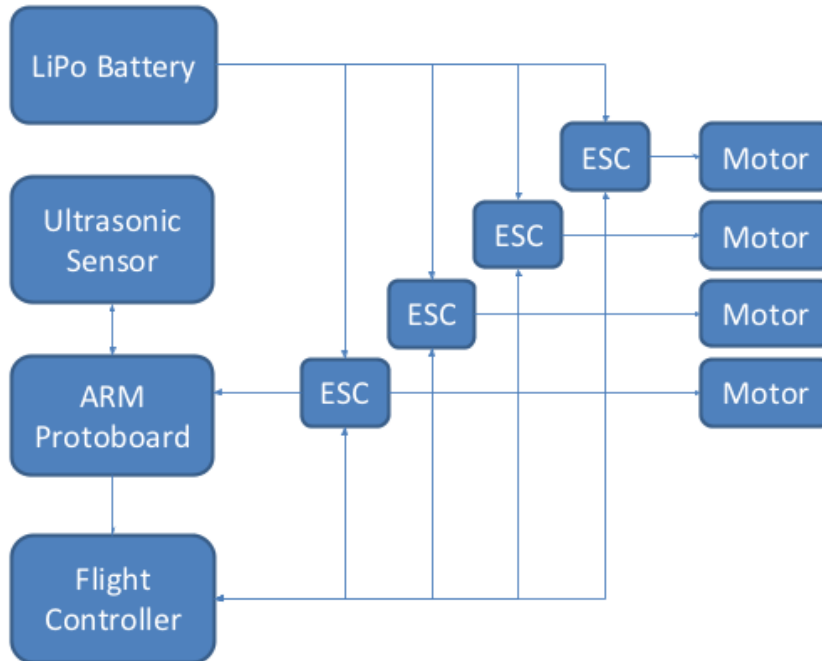 LiPo Battery
ESC
Motor
Ultrasonic
Sensor
ESC
Motor
ESC
Motor
ARM
Protoboard
ESC
Motor
Flight
Controller